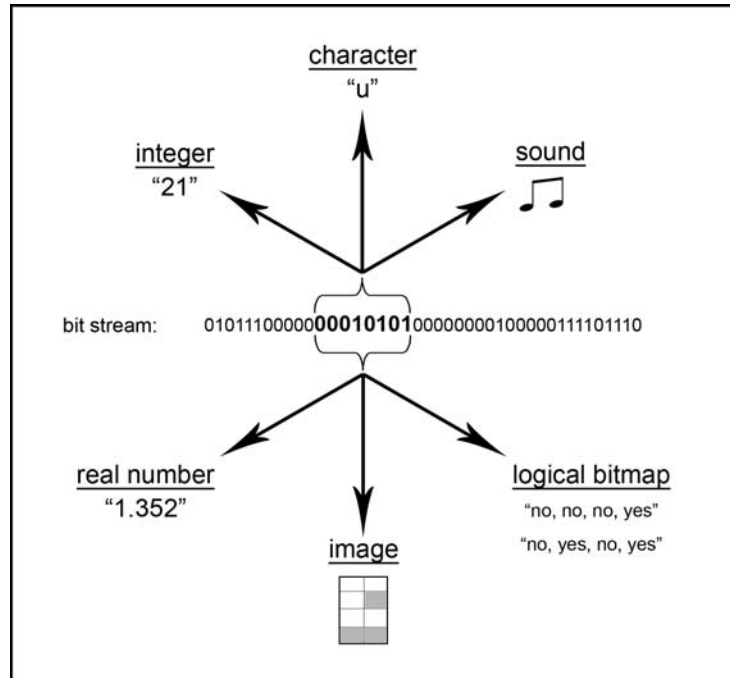 character
“u”
integer
“21”
sound
bit stream: 0101110000000010101000000000100000111101110
real number
“1.352”
logical bitmap
“no, no, no, yes”
“no, yes, no, yes”
image